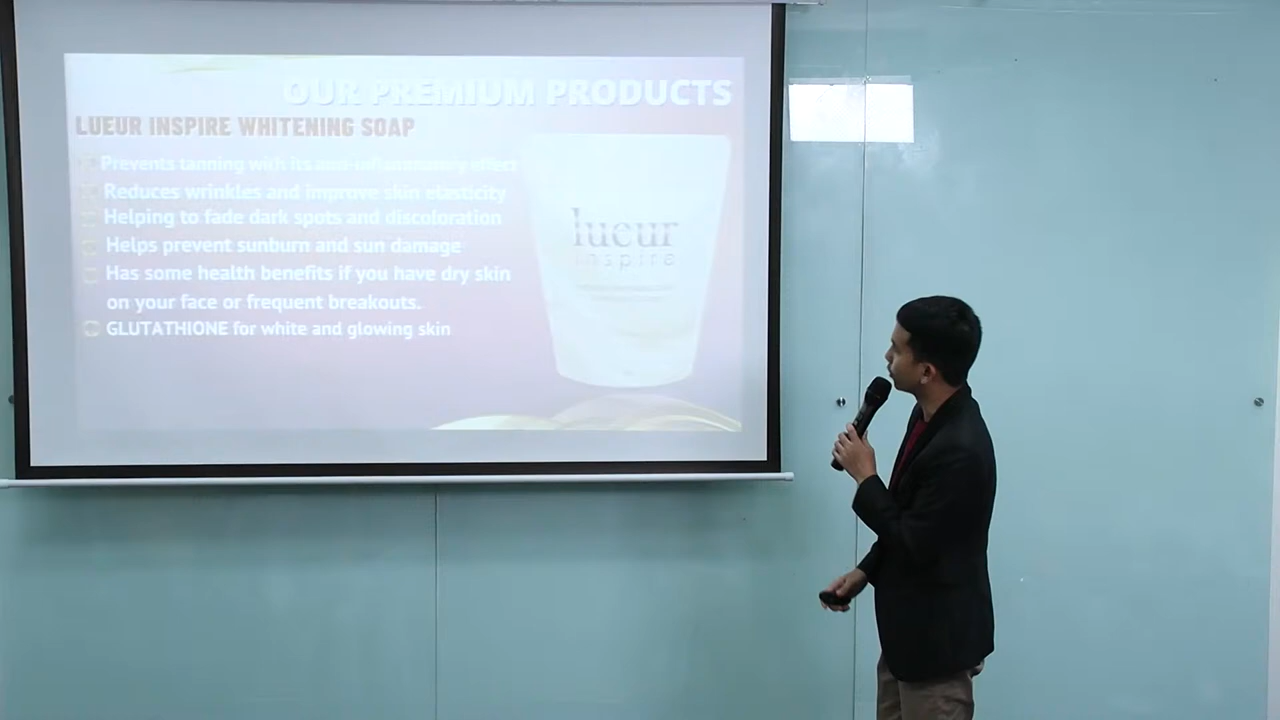 OUR PREMIUM PRODUCTS
LUEUR INSPIRE WHITENING SOAP
Prevents tanning with its anti-inflammatory effect
Reduces wrinkles and improve skin elasticity
Helping to fade dark spots and discoloration
Helps prevent sunburn and sun damage
Has some health benefits if you have dry skin
on your face or frequent breakouts.
GLUTATHIONE for white and glowing skin
lueur
inspire